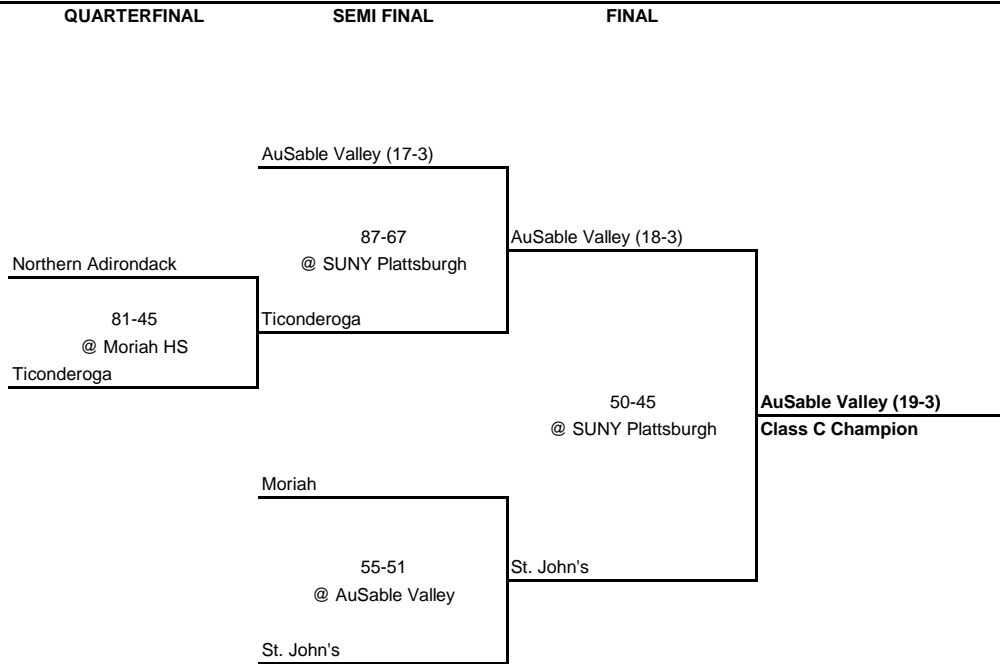 QUARTERFINAL SEMI FINAL FINAL
AuSable Valley (17-3)
87-67 AuSable Valley (18-3)
Northern Adirondack @ SUNY Plattsburgh
81-45 Ticonderoga
@ Moriah HS
Ticonderoga
50-45 AuSable Valley (19-3)
@ SUNY Plattsburgh Class C Champion
Moriah
55-51 St. John's
@ AuSable Valley
St. John's